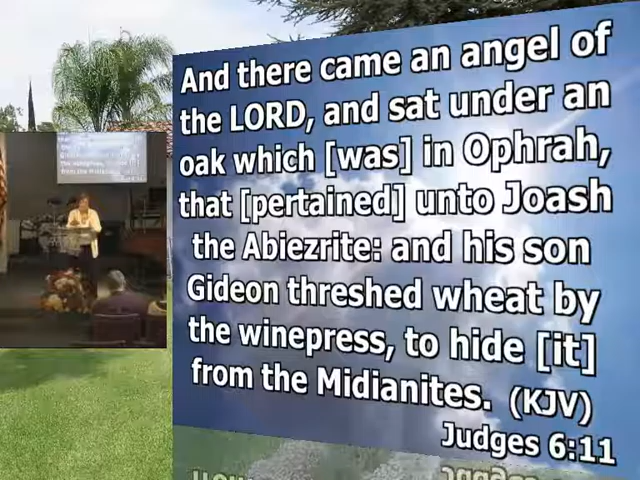 And there came an angel of
the LORD, and sat under an
oak which [was] in Ophrah,
that [pertained] unto Joash
the Abiezrite: and his son
Gideon threshed wheat by
the winepress, to hide [it]
from the Midianites. (KJV)
Judges 6:11